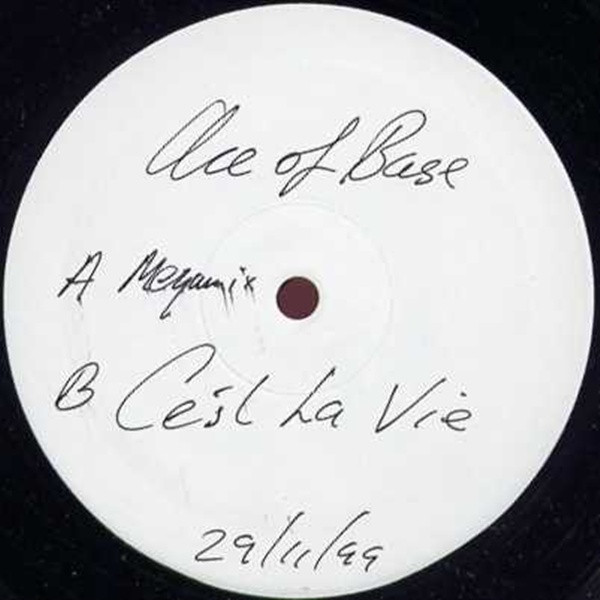 Ace of Base
A Megamix
B C'est La Vie
29/11/99